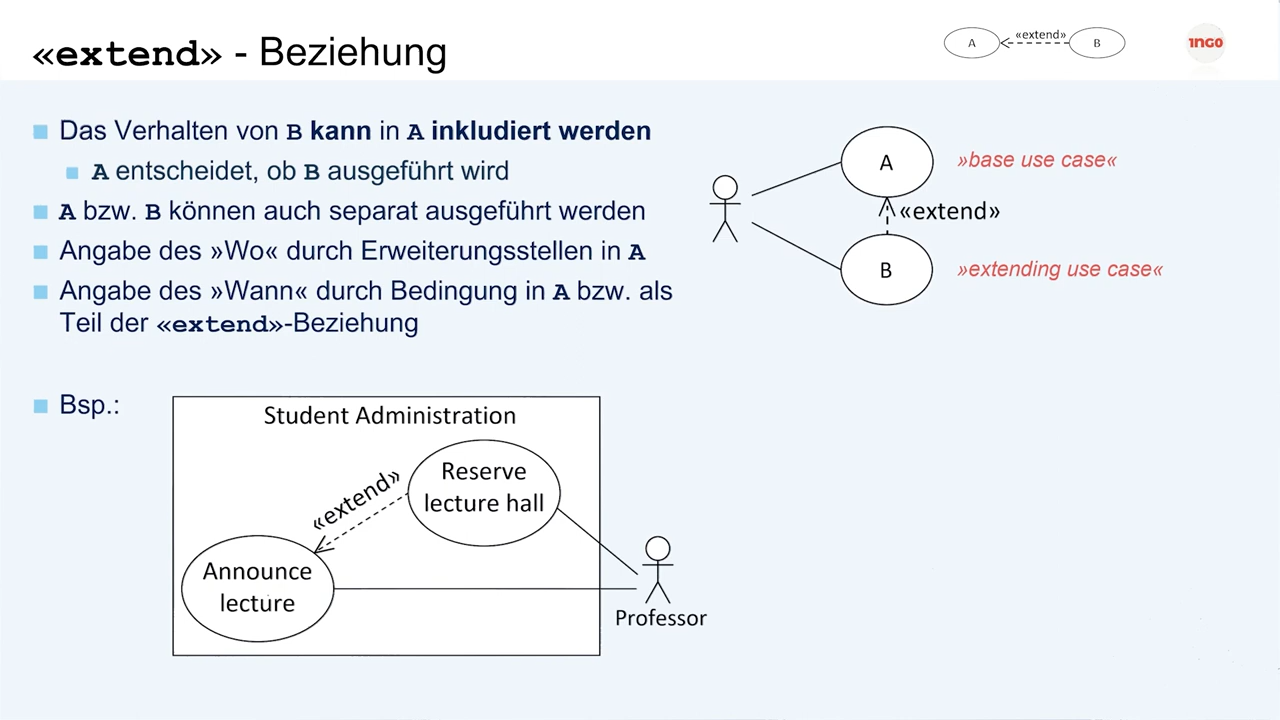 «extend» - Beziehung
A
«extend»
B
1NGO
Das Verhalten von B kann in A inkludiert werden
A entscheidet, ob B ausgeführt wird
A bzw. B können auch separat ausgeführt werden
Angabe des »Wo« durch Erweiterungsstellen in A
Angabe des »Wann« durch Bedingung in A bzw. als
Teil der «extend»-Beziehung
A
»base use case«
«extend»
B
»extending use case«
Bsp.:
Student Administration
Reserve
lecture hall
«extend»
Announce
lecture
Professor